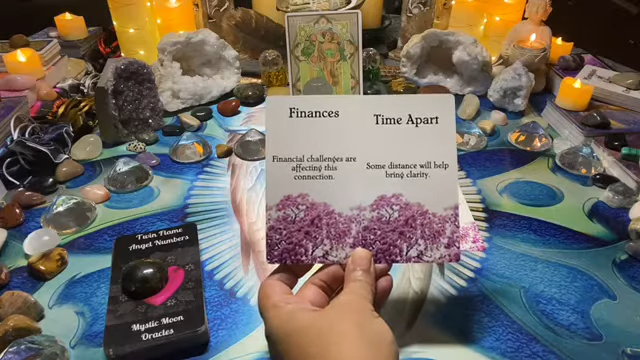 Finances
Financial challenges are
affecting this
connection.
Time Apart
Some distance will help
bring clarity.
Twin Flame
Angel Numbers
Mystic Moon
Oracles